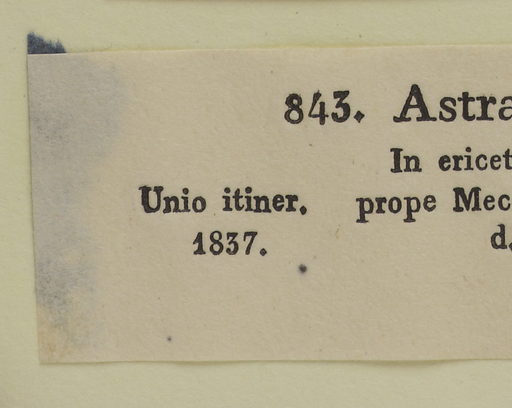 843. Astra
In ericet
Unio itiner. prope Mec
1837. d.